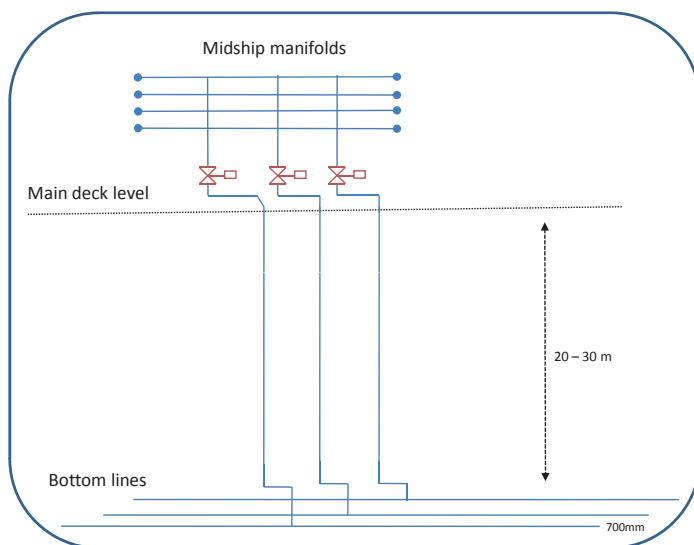 Midship manifolds
Main deck level
20 – 30 m
Bottom lines
700mm